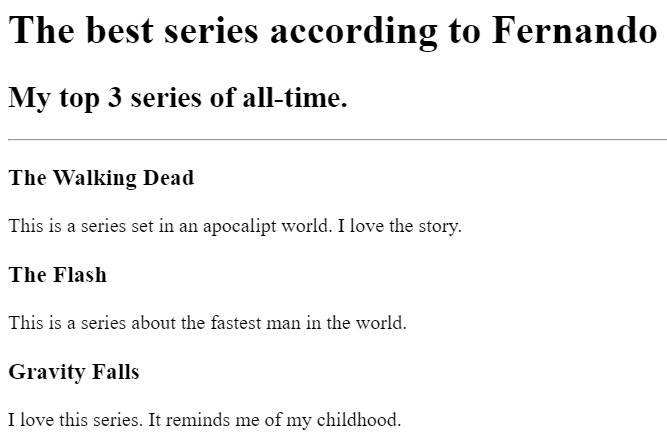 The best series according to Fernando
My top 3 series of all-time.
The Walking Dead
This is a series set in an apocalipt world. I love the story.
The Flash
This is a series about the fastest man in the world.
Gravity Falls
I love this series. It reminds me of my childhood.